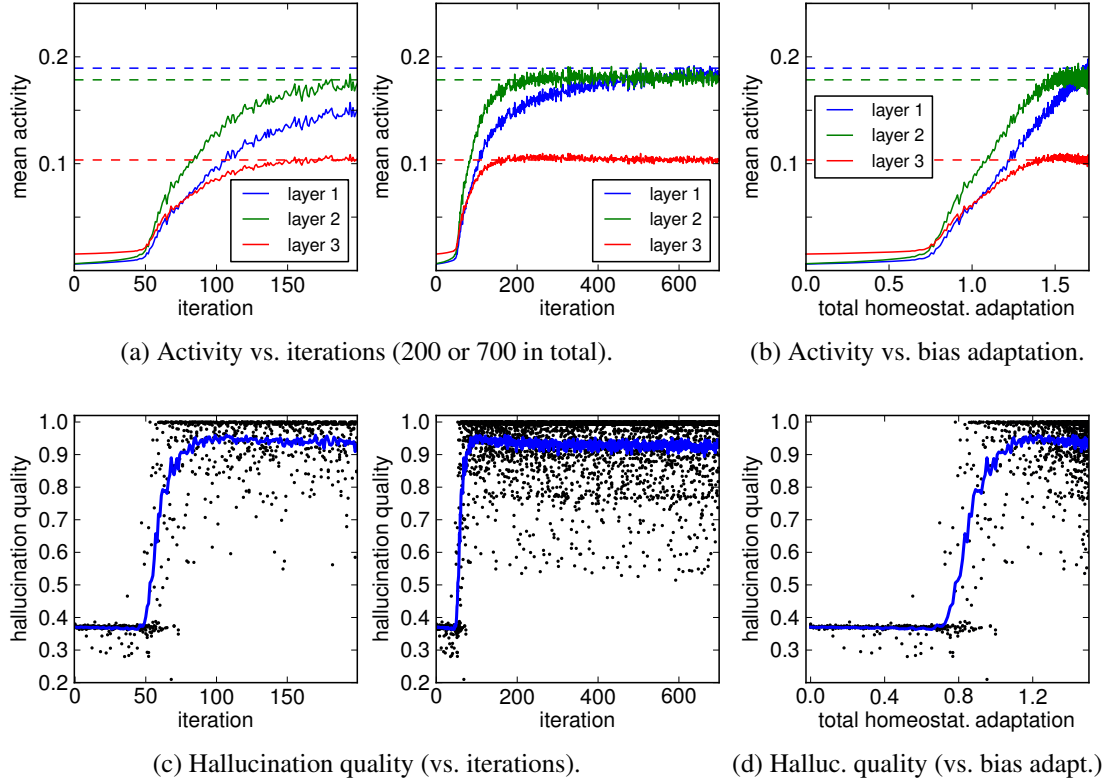 0.2
0.1
mean activity
layer 1
layer 2
layer 3
0 50 100 150
iteration
0.2
0.1
mean activity
layer 1
layer 2
layer 3
0 200 400 600
iteration
0.2
0.1
mean activity
layer 1
layer 2
layer 3
0.0 0.5 1.0 1.5
total homeostat. adaptation
(a) Activity vs. iterations (200 or 700 in total).
(b) Activity vs. bias adaptation.
1.0
0.9
0.8
0.7
0.6
0.5
0.4
0.3
0.2
hallucination quality
0 50 100 150
iteration
1.0
0.9
0.8
0.7
0.6
0.5
0.4
0.3
0.2
hallucination quality
0 200 400 600
iteration
1.0
0.9
0.8
0.7
0.6
0.5
0.4
0.3
0.2
hallucination quality
0.0 0.4 0.8 1.2
total homeostat. adaptation
(c) Hallucination quality (vs. iterations).
(d) Halluc. quality (vs. bias adapt.)